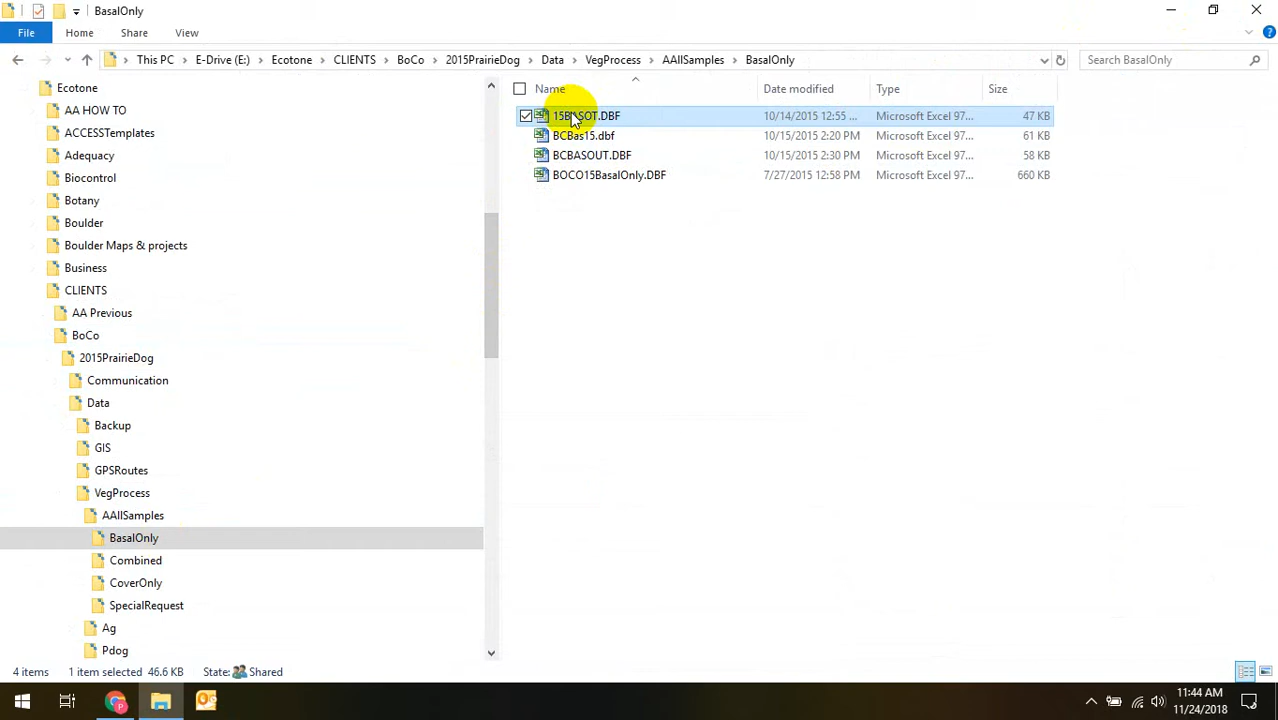 BasalOnly
File Home Share View
This PC E-Drive (E:) Ecotone CLIENTS BoCo 2015PrairieDog Data VegProcess AAllSamples BasalOnly Search BasalOnly
Ecotone
AA HOW TO
ACCESSTemplates
Adequacy
Biocontrol
Botany
Boulder
Boulder Maps & projects
Business
CLIENTS
AA Previous
BoCo
2015PrairieDog
Communication
Data
Backup
GIS
GPSRoutes
VegProcess
AAllSamples
BasalOnly
Combined
CoverOnly
SpecialRequest
Ag
Pdog
Name Date modified Type Size
15BASOT.DBF 10/14/2015 12:55 ... Microsoft Excel 97... 47 KB
BCBas15.dbf 10/15/2015 2:20 PM Microsoft Excel 97... 61 KB
BCBASOUT.DBF 10/15/2015 2:30 PM Microsoft Excel 97... 58 KB
BOCO15BasalOnly.DBF 7/27/2015 12:58 PM Microsoft Excel 97... 660 KB
4 items 1 item selected 46.6 KB State: Shared
11:44 AM
11/24/2018